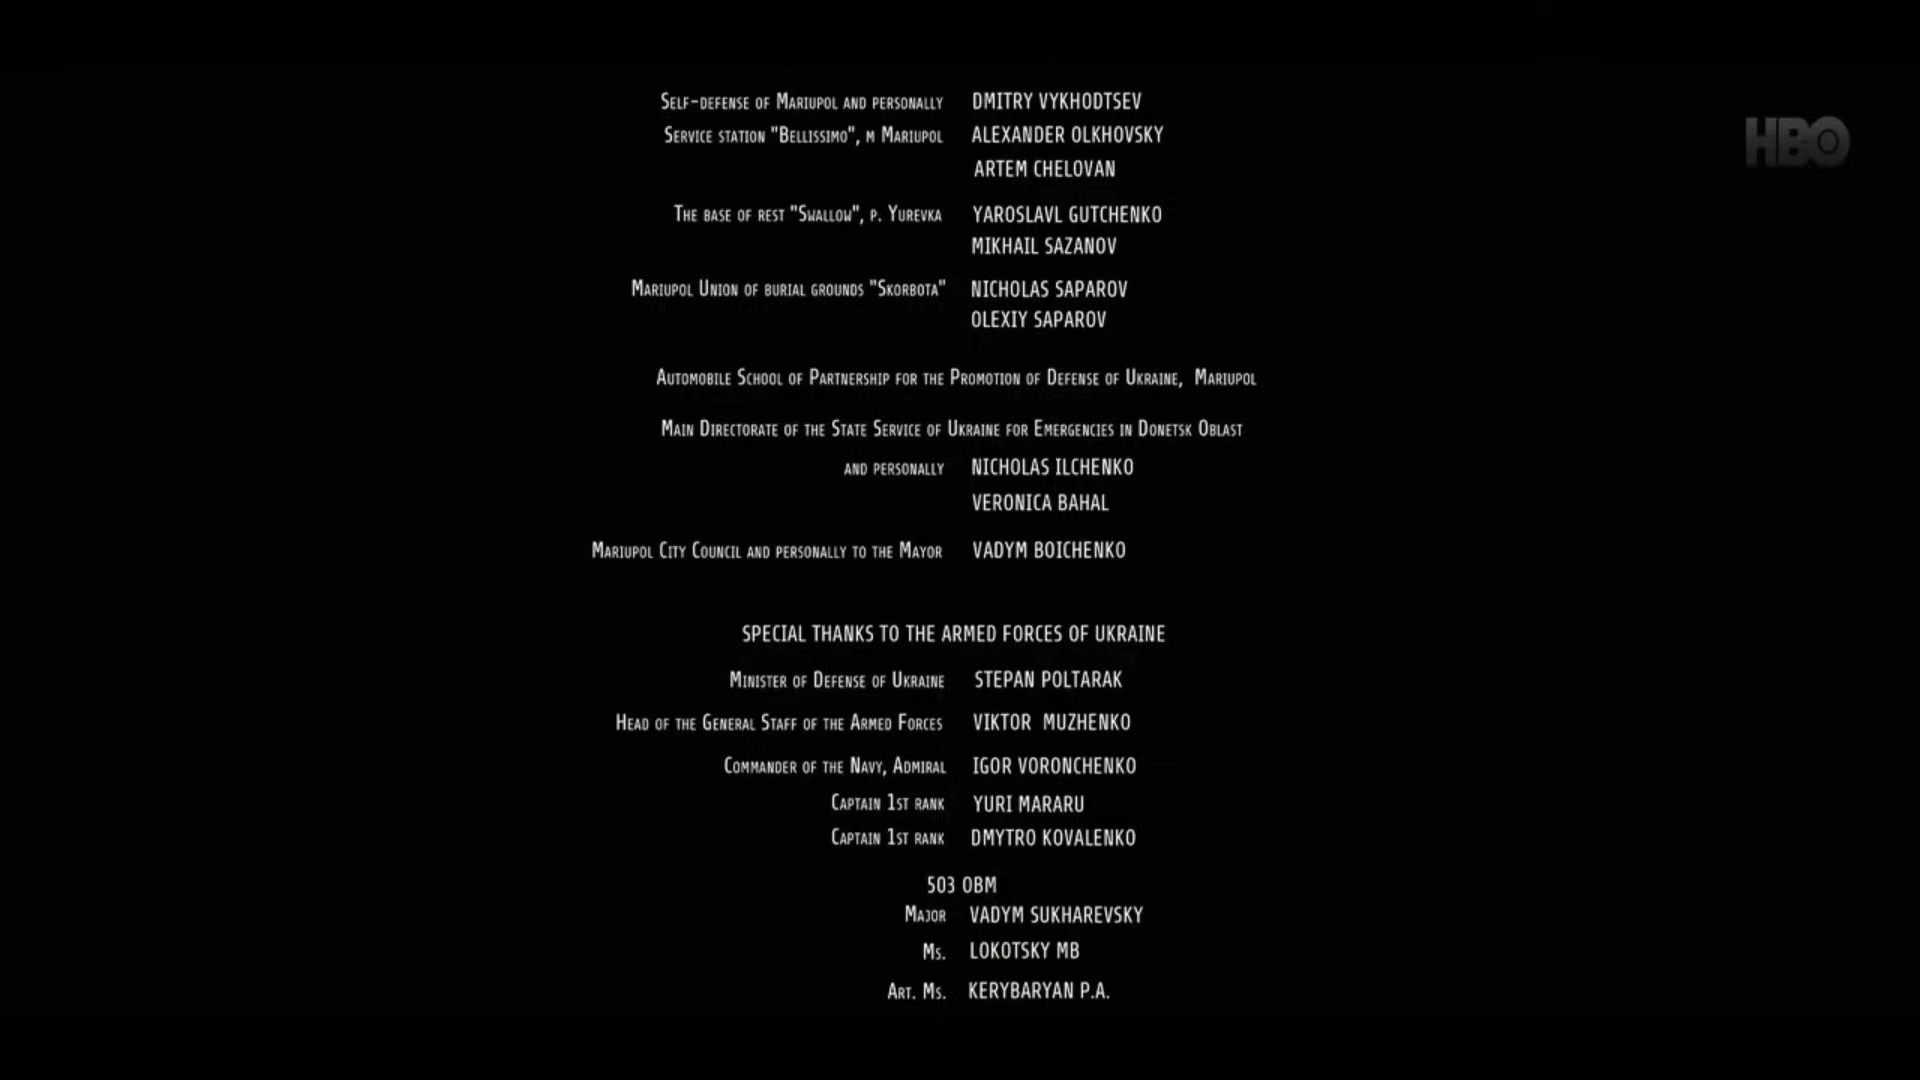 Self-defense of Mariupol and personally DMITRY VYKHODTSEV
Service station "Bellissimo", m Mariupol ALEXANDER OLKHOVSKY
HBO
ARTEM CHELOVAN
The base of rest "Swallow", p. Yurevka YAROSLAVL GUTCHENKO
MIKHAIL SAZANOV
Mariupol Union of burial grounds "Skorbota" NICHOLAS SAPAROV
OLEXIY SAPAROV
Automobile School of Partnership for the Promotion of Defense of Ukraine, Mariupol
Main Directorate of the State Service of Ukraine for Emergencies in Donetsk Oblast
and personally NICHOLAS ILCHENKO
VERONICA BAHAL
Mariupol City Council and personally to the Mayor VADYM BOICHENKO
SPECIAL THANKS TO THE ARMED FORCES OF UKRAINE
Minister of Defense of Ukraine STEPAN POLTARAK
Head of the General Staff of the Armed Forces VIKTOR MUZHENKO
Commander of the Navy, Admiral IGOR VORONCHENKO
Captain 1st rank YURI MARARU
Captain 1st rank DMYTRO KOVALENKO
503 OBM
Major VADYM SUKHAREVSKY
Ms. LOKOTSKY MB
Art. Ms. KERYBARYAN P.A.